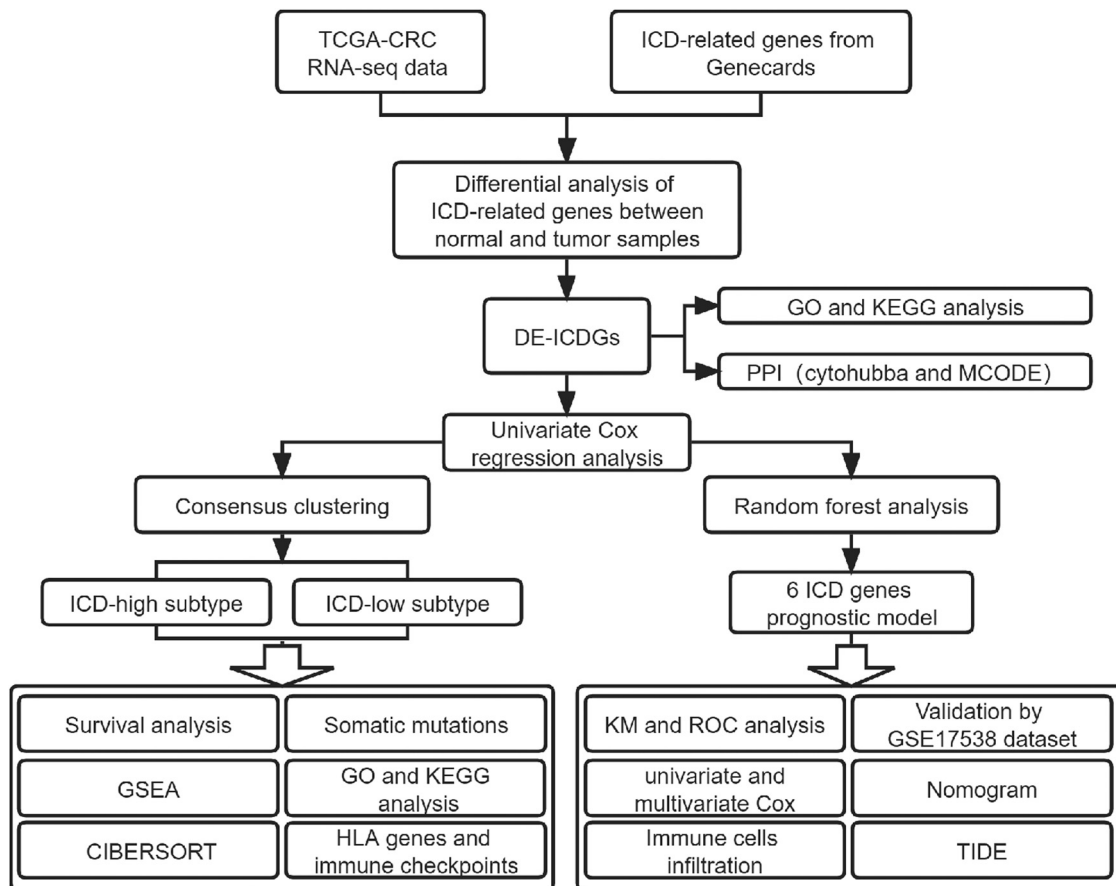 TCGA-CRC
RNA-seq data
ICD-related genes from
Genecards
Differential analysis of
ICD-related genes between
normal and tumor samples
DE-ICDGs
GO and KEGG analysis
PPI（cytohubba and MCODE）
Univariate Cox
regression analysis
Consensus clustering
Random forest analysis
ICD-high subtype
ICD-low subtype
6 ICD genes
prognostic model
Survival analysis
Somatic mutations
GSEA
GO and KEGG
analysis
CIBERSORT
HLA genes and
immune checkpoints
KM and ROC analysis
Validation by
GSE17538 dataset
univariate and
multivariate Cox
Nomogram
Immune cells
infiltration
TIDE